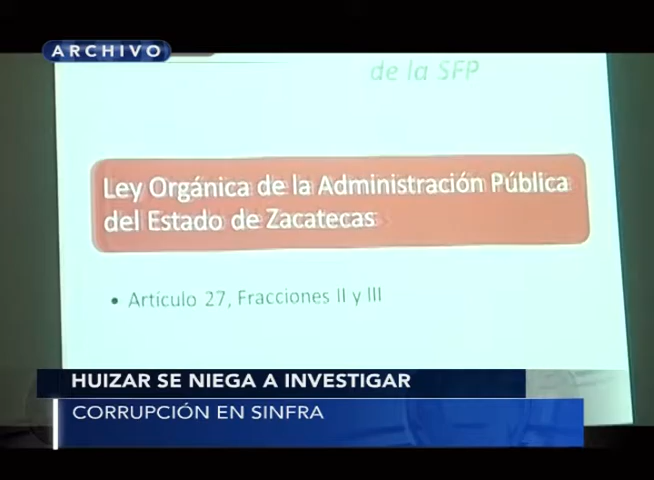 ARCHIVO
de la SFP
Ley Orgánica de la Administración Pública
del Estado de Zacatecas
• Artículo 27, Fracciones II y III
HUIZAR SE NIEGA A INVESTIGAR
CORRUPCIÓN EN SINFRA